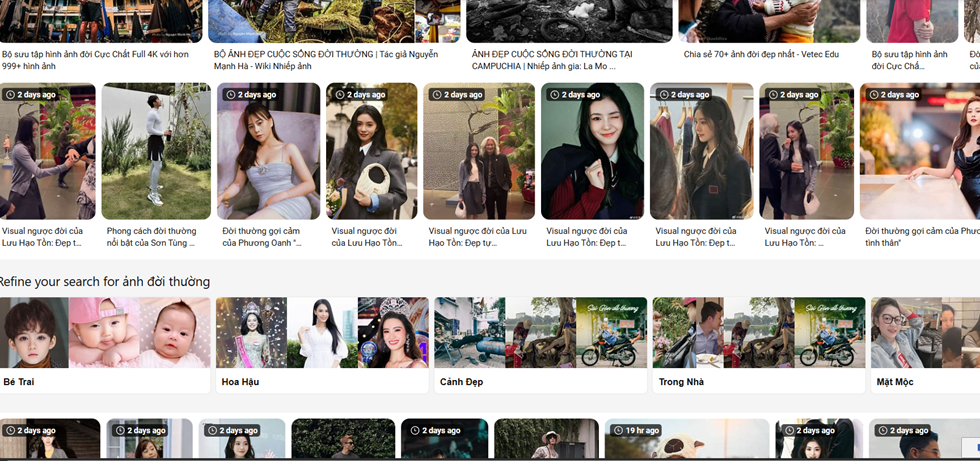 Bộ sưu tập hình ảnh đời Cực Chất Full 4K với hơn
999+ hình ảnh
BỘ ẢNH ĐẸP CUỘC SỐNG ĐỜI THƯỜNG | Tác giả Nguyễn
Mạnh Hà - Wiki Nhiếp ảnh
ẢNH ĐẸP CUỘC SỐNG ĐỜI THƯỜNG TẠI
CAMPUCHIA | Nhiếp ảnh gia: La Mo ...
Chia sẻ 70+ ảnh đời đẹp nhất - Vetec Edu
Bộ sưu tập hình ảnh
đời Cực Chấ...
2 days ago
2 days ago
2 days ago
2 days ago
2 days ago
2 days ago
2 days ago
2 days ago
Visual ngược đời của
Lưu Hạo Tồn: Đẹp t...
Phong cách đời thường
nổi bật của Sơn Tùng ...
Đời thường gợi cảm
của Phương Oanh "...
Visual ngược đời
của Lưu Hạo Tồn...
Visual ngược đời của Lưu
Hạo Tồn: Đẹp tự...
Visual ngược đời của
Lưu Hạo Tồn: Đẹp t...
Visual ngược đời của
Lưu Hạo Tồn: Đẹp t...
Visual ngược đời của
Lưu Hạo Tồn: ...
Đời thường gợi cảm của Phươ
tình thân"
Refine your search for ảnh đời thường
Sài Gòn đời thường
Sài Gòn đời thường
Bé Trai
Hoa Hậu
Cảnh Đẹp
Trong Nhà
Mặt Mộc
2 days ago
2 days ago
2 days ago
2 days ago
19 hr ago
2 days ago
2 days ago